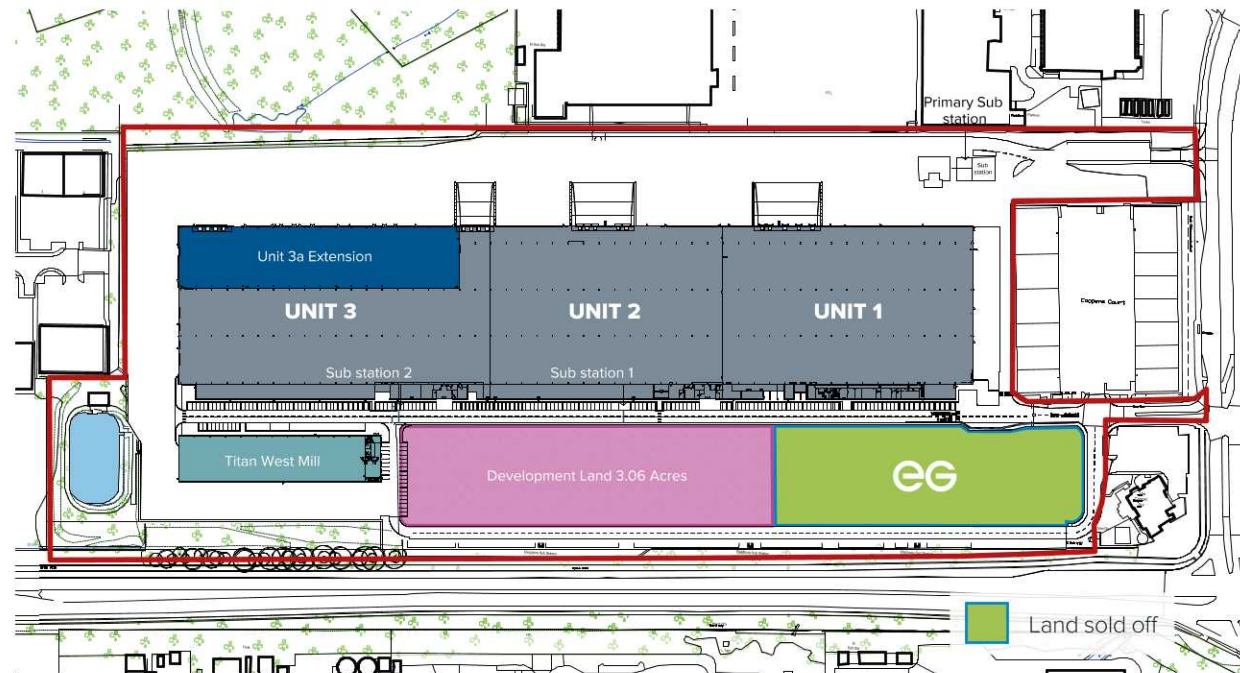 Primary Sub
station
Sub
station
Unit 3a Extension
UNIT 3
UNIT 2
UNIT 1
Coppens Court
Sub station 2
Sub station 1
Titan West Mill
Development Land 3.06 Acres
eG
Land sold off